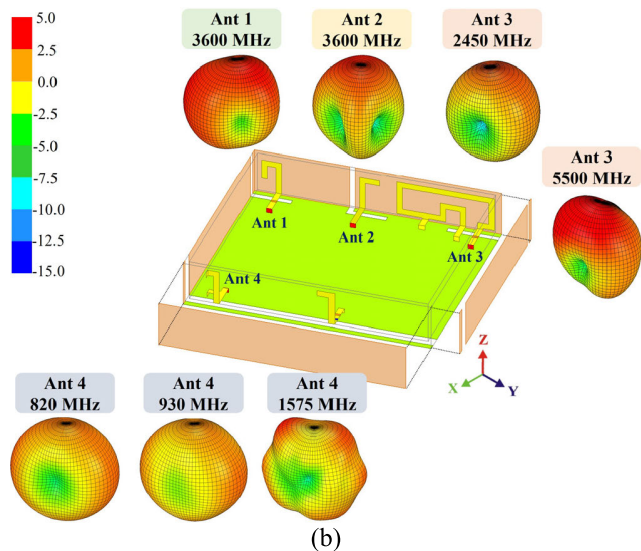 5.0
2.5
0.0
-2.5
-5.0
-7.5
-10.0
-12.5
-15.0
Ant 1
3600 MHz
Ant 2
3600 MHz
Ant 3
2450 MHz
Ant 3
5500 MHz
Ant 1
Ant 2
Ant 3
Ant 4
Z
X
Y
Ant 4
820 MHz
Ant 4
930 MHz
Ant 4
1575 MHz
(b)